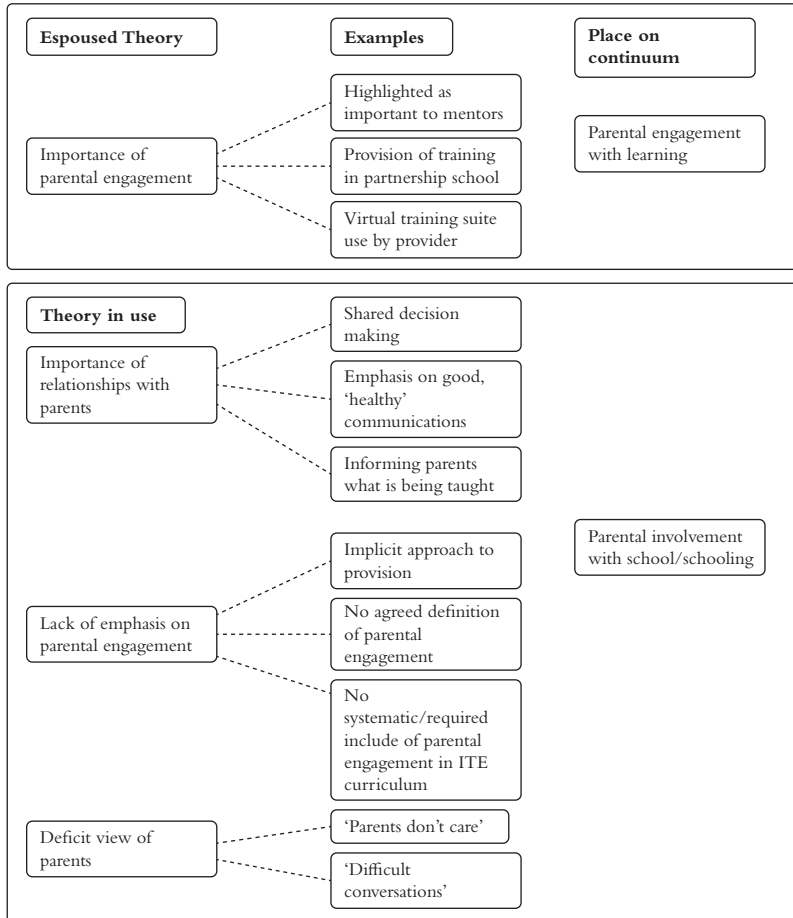 Espoused Theory
Examples
Place on
continuum
Importance of
parental engagement
Highlighted as
important to mentors
Provision of training
in partnership school
Virtual training suite
use by provider
Parental engagement
with learning
Theory in use
Importance of
relationships with
parents
Shared decision
making
Emphasis on good,
‘healthy’
communications
Informing parents
what is being taught
Lack of emphasis on
parental engagement
Implicit approach to
provision
No agreed definition
of parental
engagement
No
systematic/required
include of parental
engagement in ITE
curriculum
Parental involvement
with school/schooling
Deficit view of
parents
‘Parents don’t care’
‘Difficult
conversations’